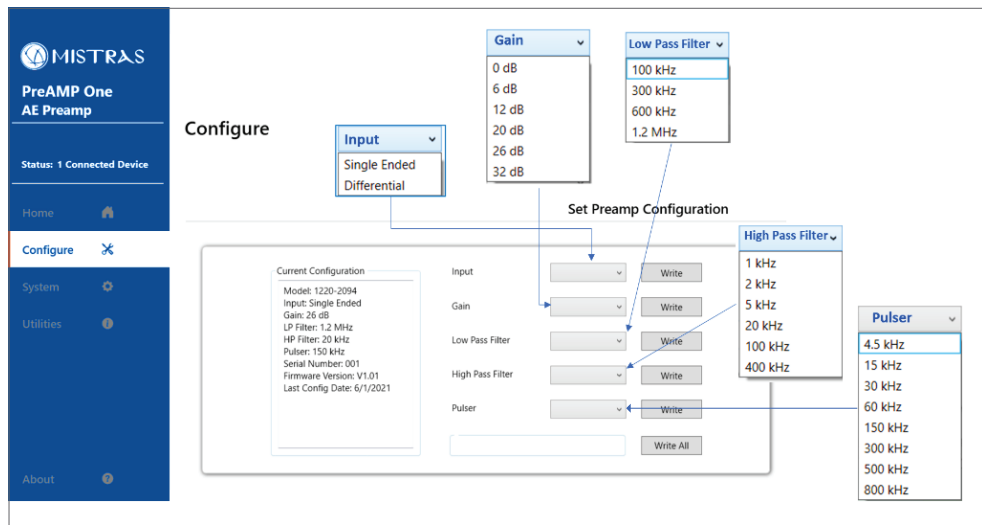 MISTRAS
PreAMP One
AE Preamp
Status: 1 Connected Device
Home
Configure
System
Utilities
About
Configure
Input
Single Ended
Differential
Gain
0 dB
6 dB
12 dB
20 dB
26 dB
32 dB
Low Pass Filter
100 kHz
300 kHz
600 kHz
1.2 MHz
Set Preamp Configuration
High Pass Filter
1 kHz
2 kHz
5 kHz
20 kHz
100 kHz
400 kHz
Pulser
4.5 kHz
15 kHz
30 kHz
60 kHz
150 kHz
300 kHz
500 kHz
800 kHz
Current Configuration
Model: 1220-2094
Input: Single Ended
Gain: 26 dB
LP Filter: 1.2 MHz
HP Filter: 20 kHz
Pulser: 150 kHz
Serial Number: 001
Firmware Version: V1.01
Last Config Date: 6/1/2021
Input Write
Gain Write
Low Pass Filter Write
High Pass Filter Write
Pulser Write
Write All